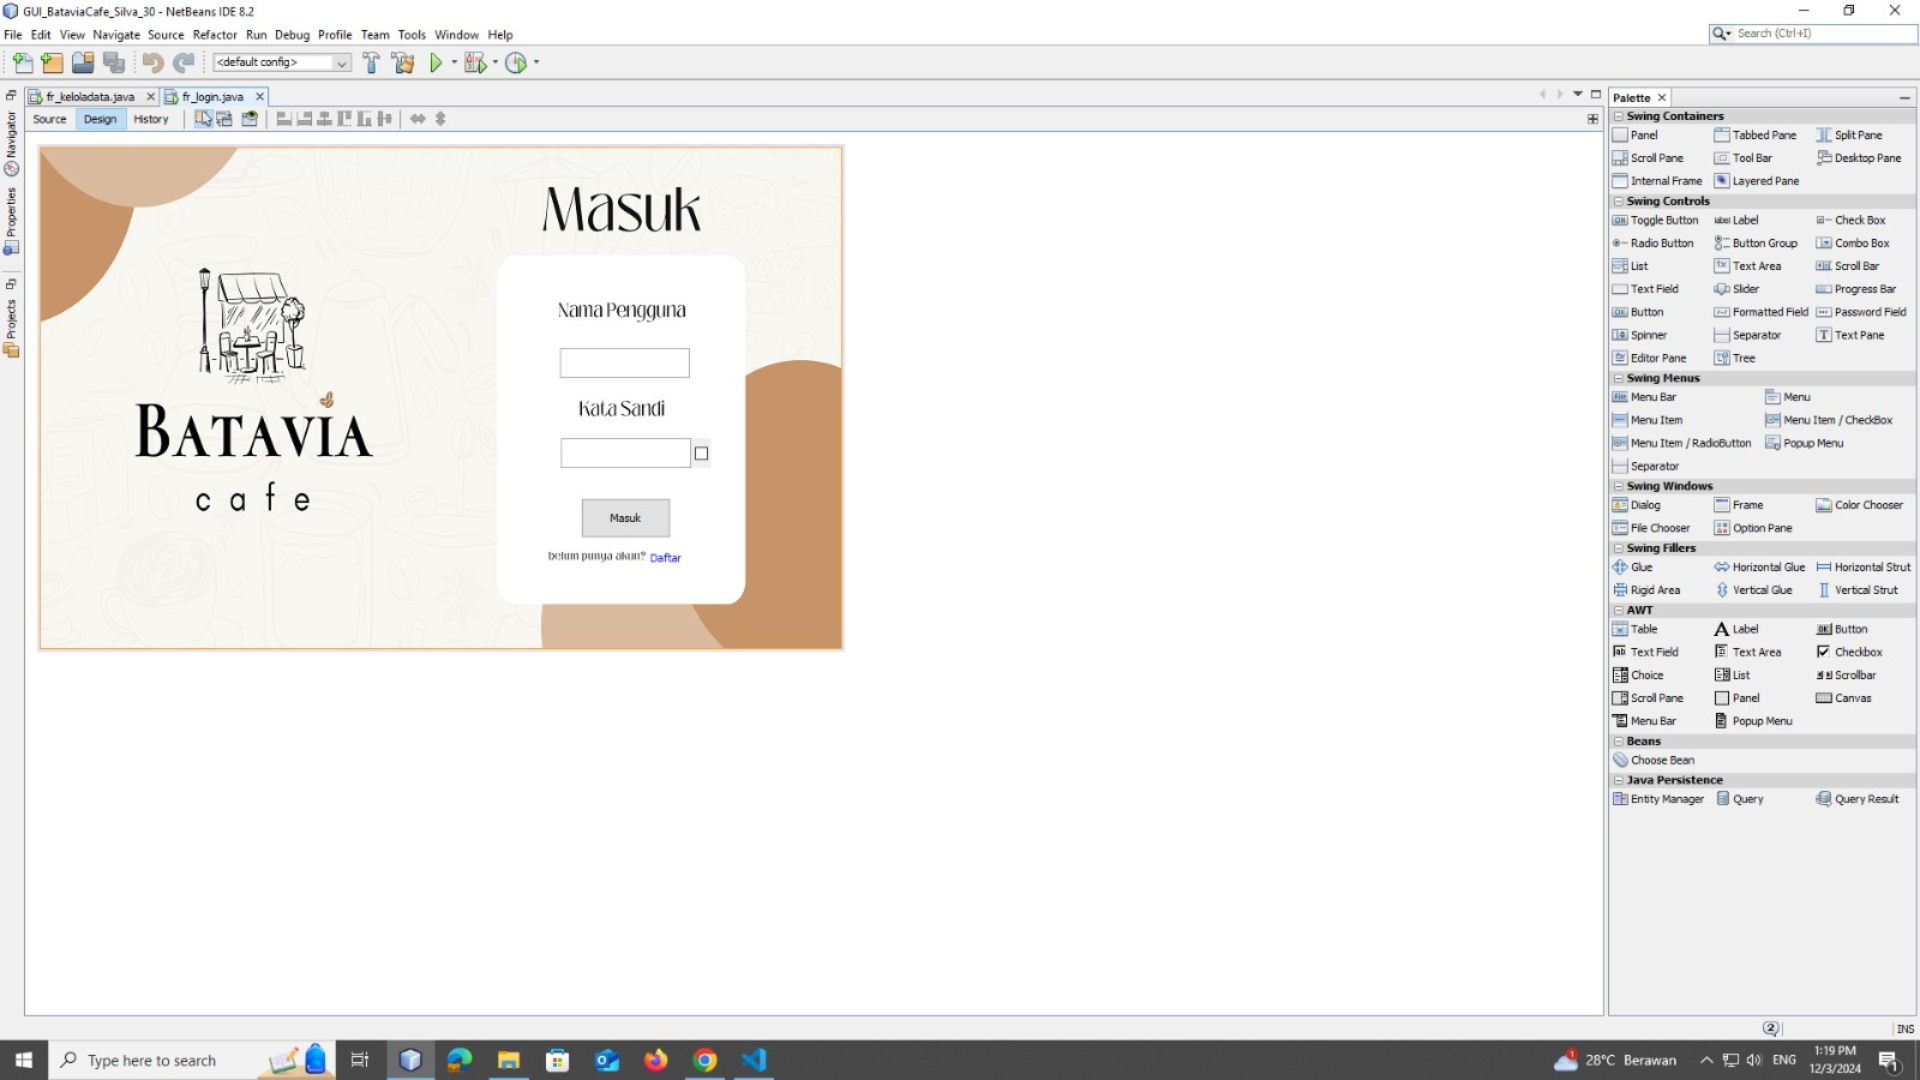 GUI_BataviaCafe_Silva_30 - NetBeans IDE 8.2
File Edit View Navigate Source Refactor Run Debug Profile Team Tools Window Help
Search (Ctrl+I)
<default config>
fr_keloladata.java
fr_login.java
Source Design History
Navigator
Properties
Projects
Masuk
Nama Pengguna
Kata Sandi
Masuk
belum punya akun? Daftar
BATAVIA
cafe
Palette
Swing Containers
Panel Tabbed Pane Split Pane
Scroll Pane Tool Bar Desktop Pane
Internal Frame Layered Pane
Swing Controls
Toggle Button Label Check Box
Radio Button Button Group Combo Box
List Text Area Scroll Bar
Text Field Slider Progress Bar
Button Formatted Field Password Field
Spinner Separator Text Pane
Editor Pane Tree
Swing Menus
Menu Bar Menu
Menu Item Menu Item / CheckBox
Menu Item / RadioButton Popup Menu
Separator
Swing Windows
Dialog Frame Color Chooser
File Chooser Option Pane
Swing Fillers
Glue Horizontal Glue Horizontal Strut
Rigid Area Vertical Glue Vertical Strut
AWT
Table Label Button
Text Field Text Area Checkbox
Choice List Scrollbar
Scroll Pane Panel Canvas
Menu Bar Popup Menu
Beans
Choose Bean
Java Persistence
Entity Manager Query Query Result
2
INS
Type here to search
1
28°C Berawan
ENG
1:19 PM
12/3/2024
1